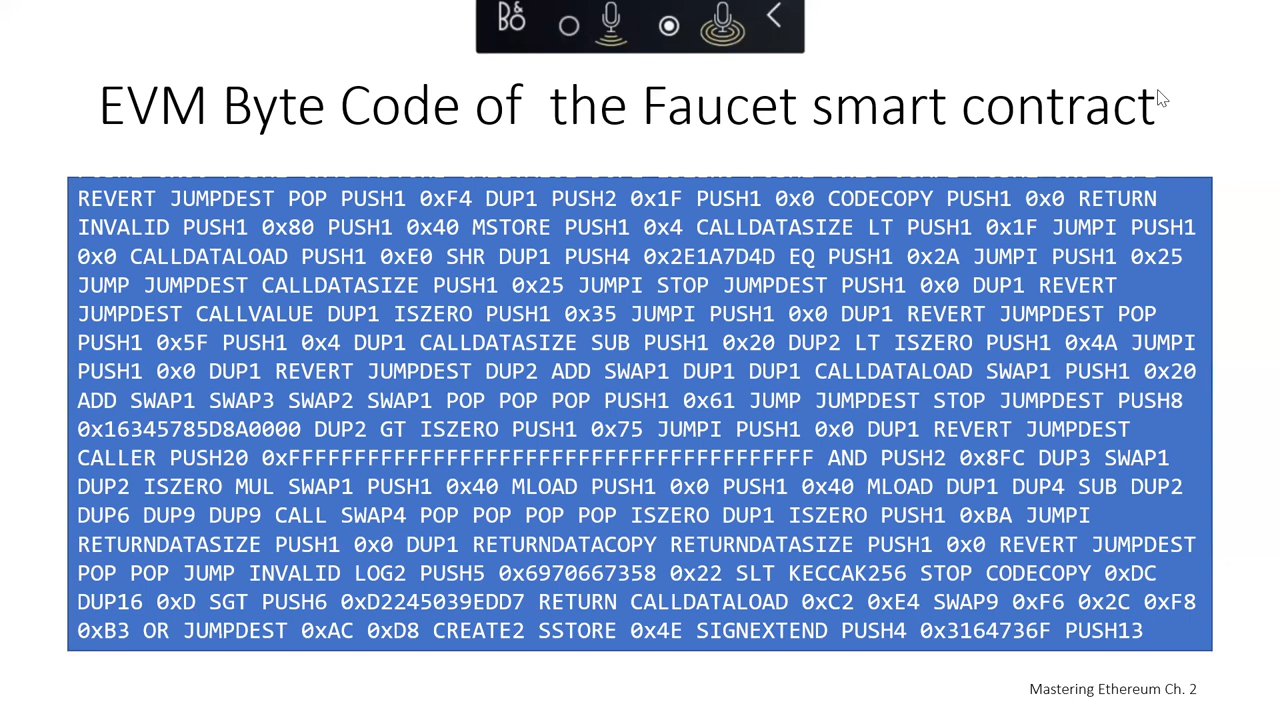 B&O
EVM Byte Code of the Faucet smart contract
REVERT JUMPDEST POP PUSH1 0xF4 DUP1 PUSH2 0x1F PUSH1 0x0 CODECOPY PUSH1 0x0 RETURN
INVALID PUSH1 0x80 PUSH1 0x40 MSTORE PUSH1 0x4 CALLDATASIZE LT PUSH1 0x1F JUMPI PUSH1
0x0 CALLDATALOAD PUSH1 0xE0 SHR DUP1 PUSH4 0x2E1A7D4D EQ PUSH1 0x2A JUMPI PUSH1 0x25
JUMP JUMPDEST CALLDATASIZE PUSH1 0x25 JUMPI STOP JUMPDEST PUSH1 0x0 DUP1 REVERT
JUMPDEST CALLVALUE DUP1 ISZERO PUSH1 0x35 JUMPI PUSH1 0x0 DUP1 REVERT JUMPDEST POP
PUSH1 0x5F PUSH1 0x4 DUP1 CALLDATASIZE SUB PUSH1 0x20 DUP2 LT ISZERO PUSH1 0x4A JUMPI
PUSH1 0x0 DUP1 REVERT JUMPDEST DUP2 ADD SWAP1 DUP1 DUP1 CALLDATALOAD SWAP1 PUSH1 0x20
ADD SWAP1 SWAP3 SWAP2 SWAP1 POP POP POP PUSH1 0x61 JUMP JUMPDEST STOP JUMPDEST PUSH8
0x16345785D8A0000 DUP2 GT ISZERO PUSH1 0x75 JUMPI PUSH1 0x0 DUP1 REVERT JUMPDEST
CALLER PUSH20 0xFFFFFFFFFFFFFFFFFFFFFFFFFFFFFFFFFFFFFFFF AND PUSH2 0x8FC DUP3 SWAP1
DUP2 ISZERO MUL SWAP1 PUSH1 0x40 MLOAD PUSH1 0x0 PUSH1 0x40 MLOAD DUP1 DUP4 SUB DUP2
DUP6 DUP9 DUP9 CALL SWAP4 POP POP POP POP ISZERO DUP1 ISZERO PUSH1 0xBA JUMPI
RETURNDATASIZE PUSH1 0x0 DUP1 RETURNDATACOPY RETURNDATASIZE PUSH1 0x0 REVERT JUMPDEST
POP POP JUMP INVALID LOG2 PUSH5 0x6970667358 0x22 SLT KECCAK256 STOP CODECOPY 0xDC
DUP16 0xD SGT PUSH6 0xD2245039EDD7 RETURN CALLDATALOAD 0xC2 0xE4 SWAP9 0xF6 0x2C 0xF8
0xB3 OR JUMPDEST 0xAC 0xD8 CREATE2 SSTORE 0x4E SIGNEXTEND PUSH4 0x3164736F PUSH13
Mastering Ethereum Ch. 2